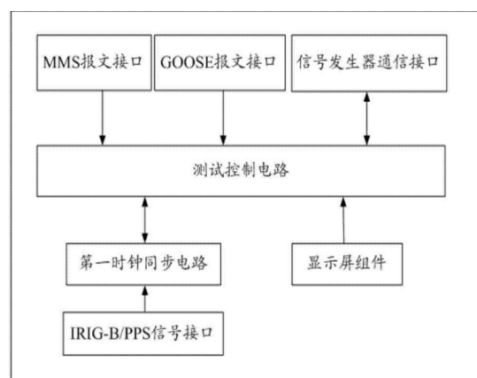 MMS报文接口
GOOSE报文接口
信号发生器通信接口
测试控制电路
第一时钟同步电路
显示屏组件
IRIG-B/PPS信号接口